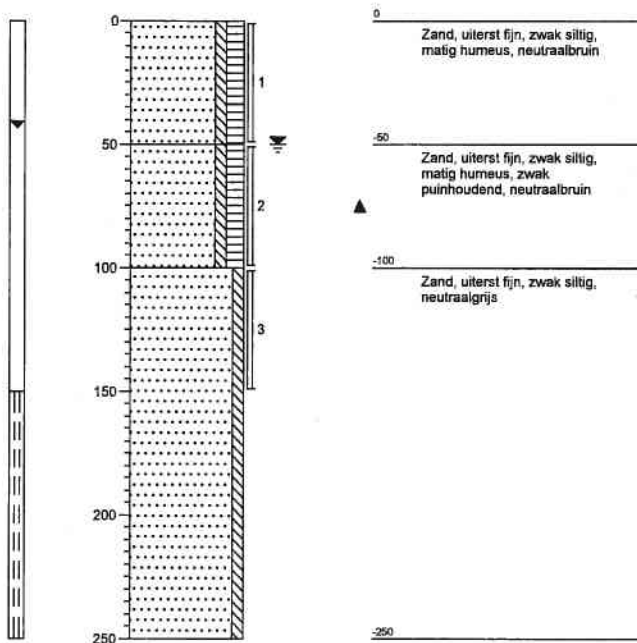 0
50
100
150
200
250
1
2
3
0
Zand, uiterst fijn, zwak siltig,
matig humeus, neutraalbruin
-50
Zand, uiterst fijn, zwak siltig,
matig humeus, zwak
puinhoudend, neutraalbruin
-100
Zand, uiterst fijn, zwak siltig,
neutraalgrijs
-250